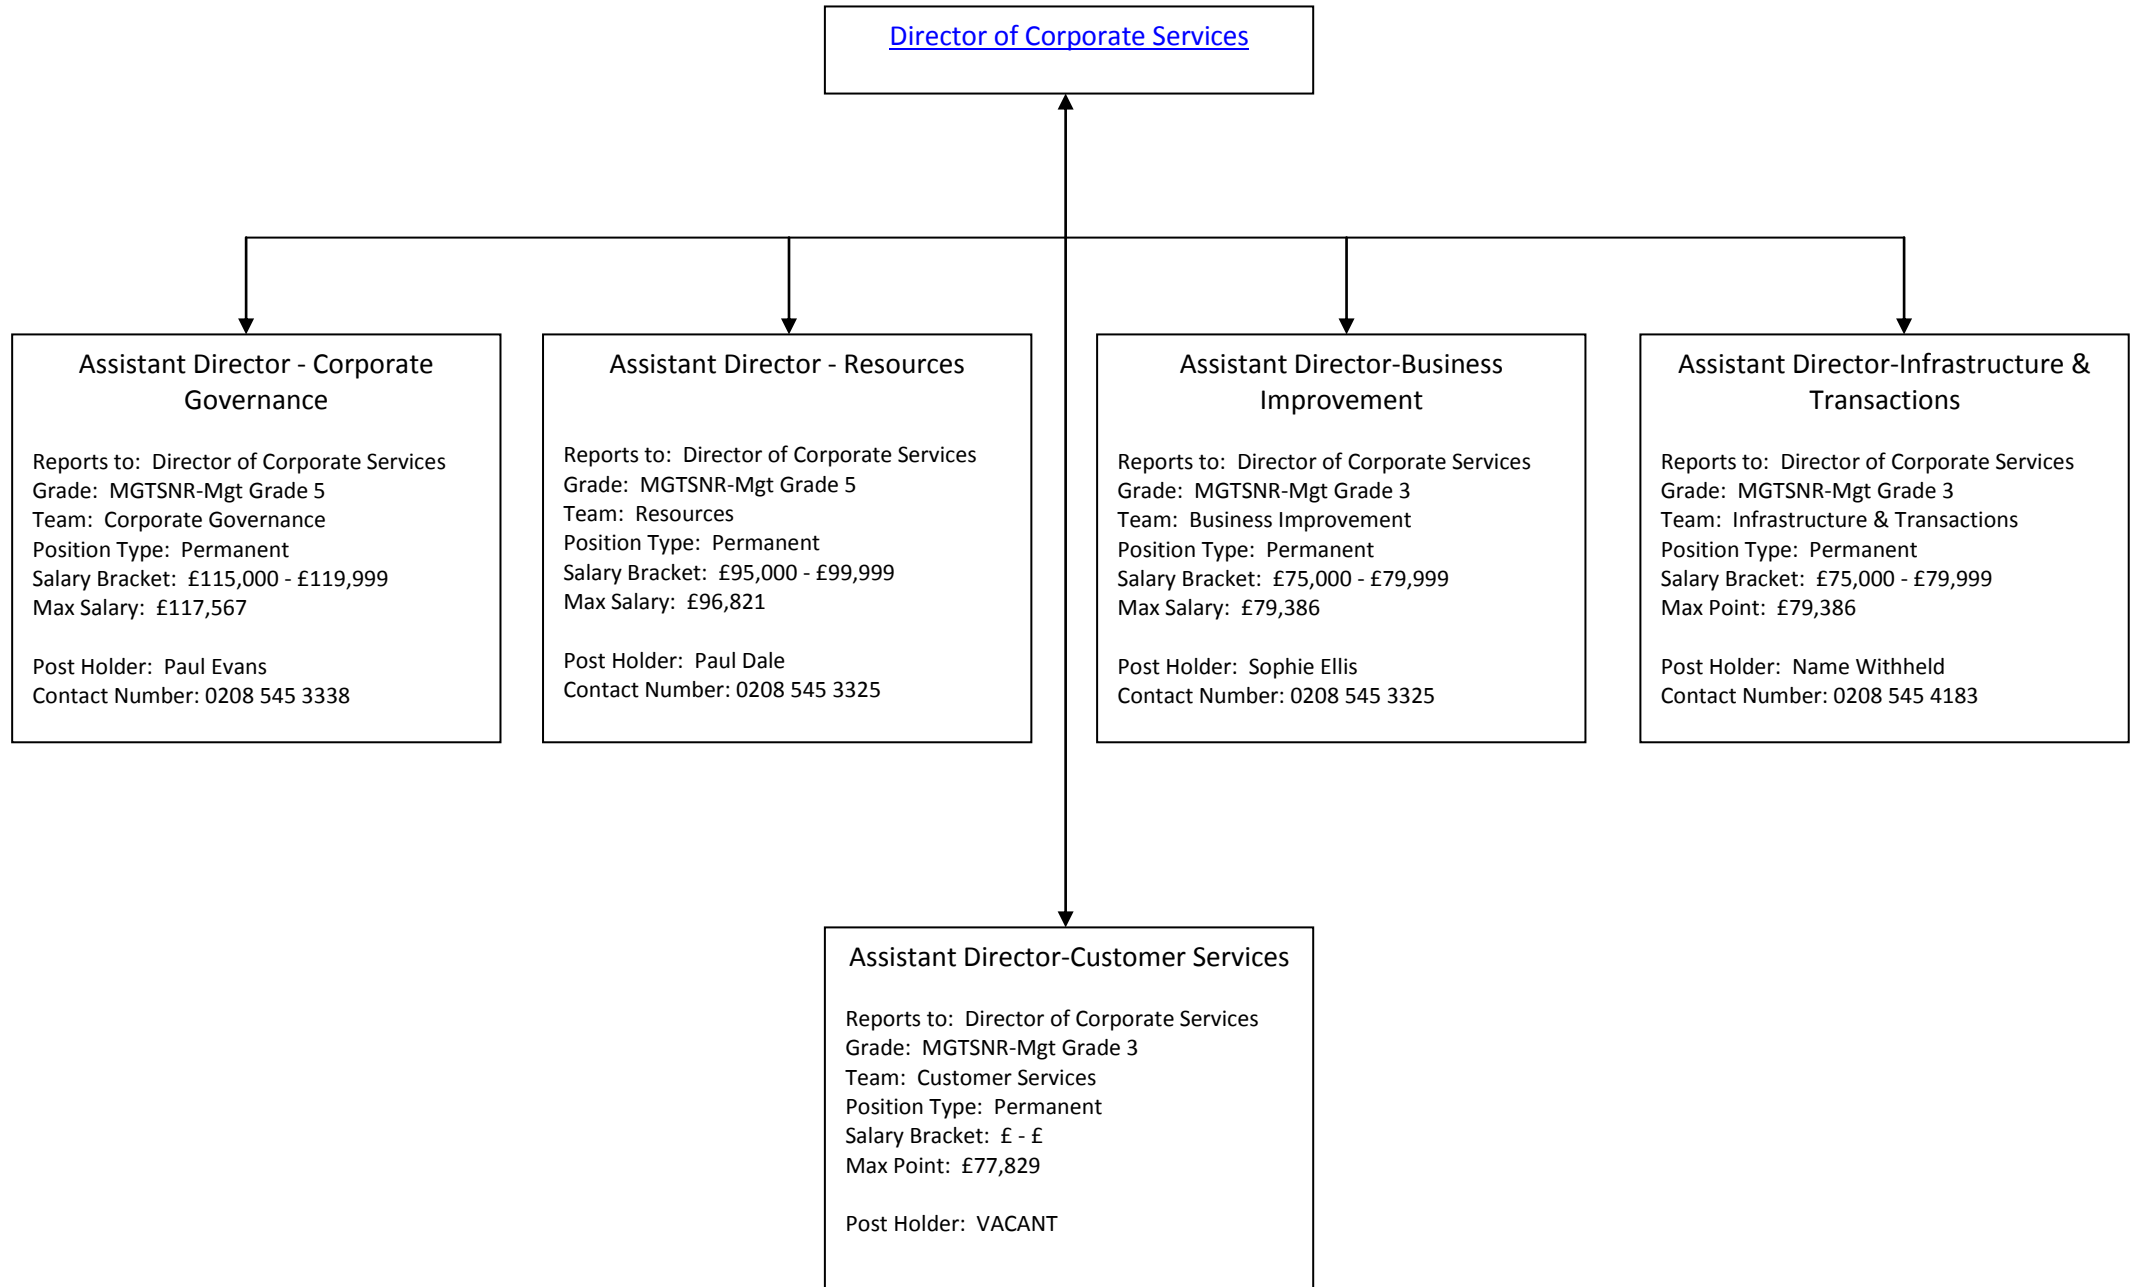 Director of Corporate Services
Assistant Director - Corporate
Governance
Reports to:  Director of Corporate Services
Grade:  MGTSNR-Mgt Grade 5
Team:  Corporate Governance
Position Type:  Permanent
Salary Bracket:  £115,000 - £119,999
Max Salary:  £117,567
Post Holder:  Paul Evans
Contact Number: 0208 545 3338
Assistant Director - Resources
Reports to:  Director of Corporate Services
Grade:  MGTSNR-Mgt Grade 5
Team:  Resources
Position Type:  Permanent
Salary Bracket:  £95,000 - £99,999
Max Salary:  £96,821
Post Holder:  Paul Dale
Contact Number: 0208 545 3325
Assistant Director-Business
Improvement
Reports to:  Director of Corporate Services
Grade:  MGTSNR-Mgt Grade 3
Team:  Business Improvement
Position Type:  Permanent
Salary Bracket:  £75,000 - £79,999
Max Salary:  £79,386
Post Holder:  Sophie Ellis
Contact Number: 0208 545 3325
Assistant Director-Infrastructure &
Transactions
Reports to:  Director of Corporate Services
Grade:  MGTSNR-Mgt Grade 3
Team:  Infrastructure & Transactions
Position Type:  Permanent
Salary Bracket:  £75,000 - £79,999
Max Point:  £79,386
Post Holder:  Name Withheld
Contact Number: 0208 545 4183
Assistant Director-Customer Services
Reports to:  Director of Corporate Services
Grade:  MGTSNR-Mgt Grade 3
Team:  Customer Services
Position Type:  Permanent
Salary Bracket:  £ - £
Max Point:  £77,829
Post Holder:  VACANT